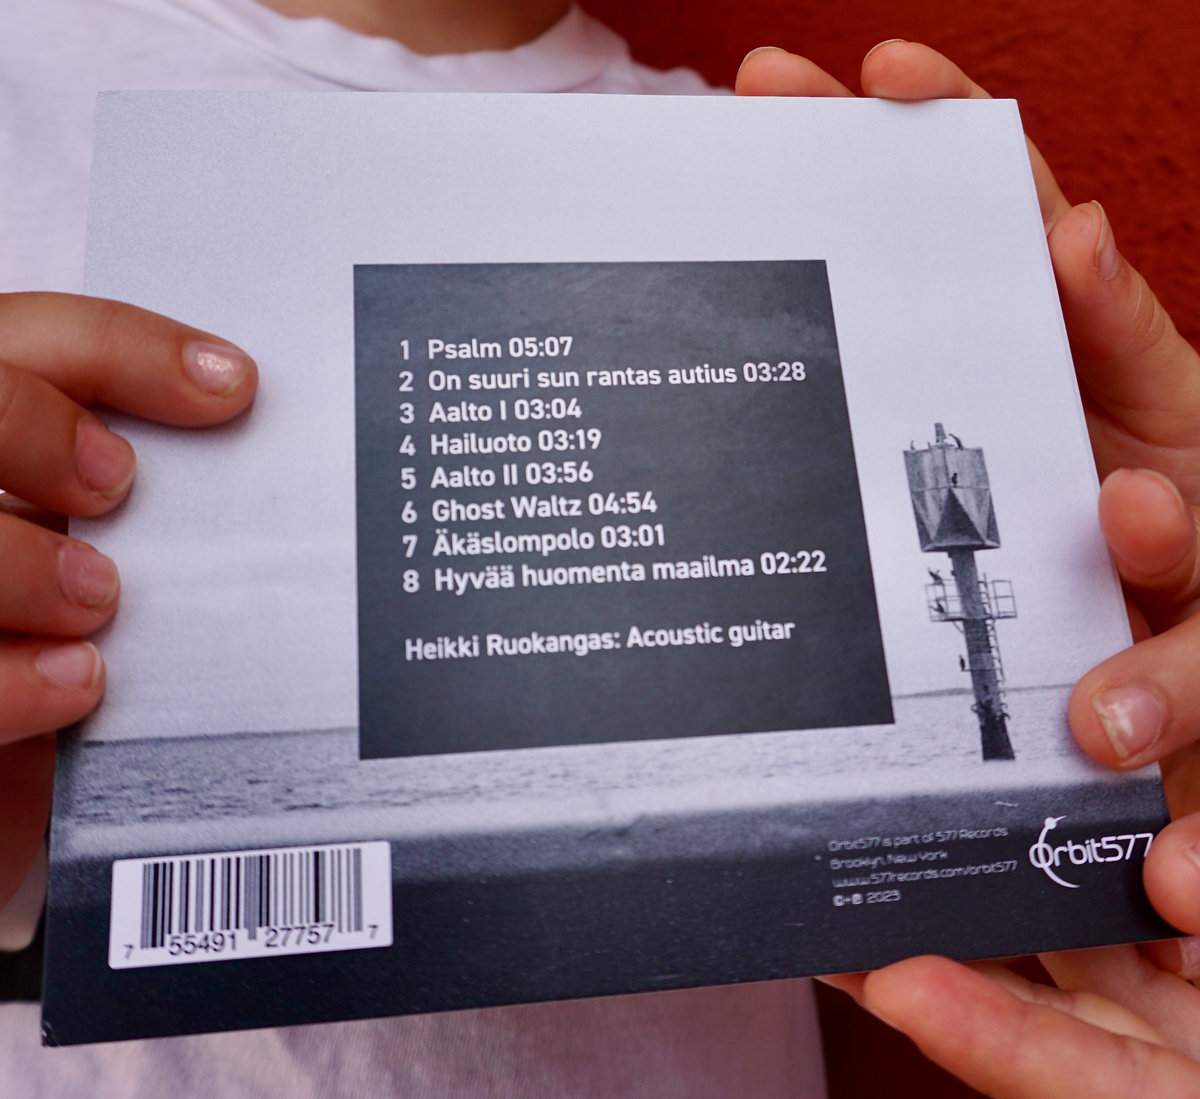 1 Psalm 05:07
2 On suuri sun rantas autius 03:28
3 Aalto I 03:04
4 Hailuoto 03:19
5 Aalto II 03:56
6 Ghost Waltz 04:54
7 Äkäslompolo 03:01
8 Hyvää huomenta maailma 02:22
Heikki Ruokangas: Acoustic guitar
Orbit577 is part of 577 Records
Brooklyn, New York
www.577records.com/orbit577
©+℗ 2023
Orbit577
7 55491 27757 7